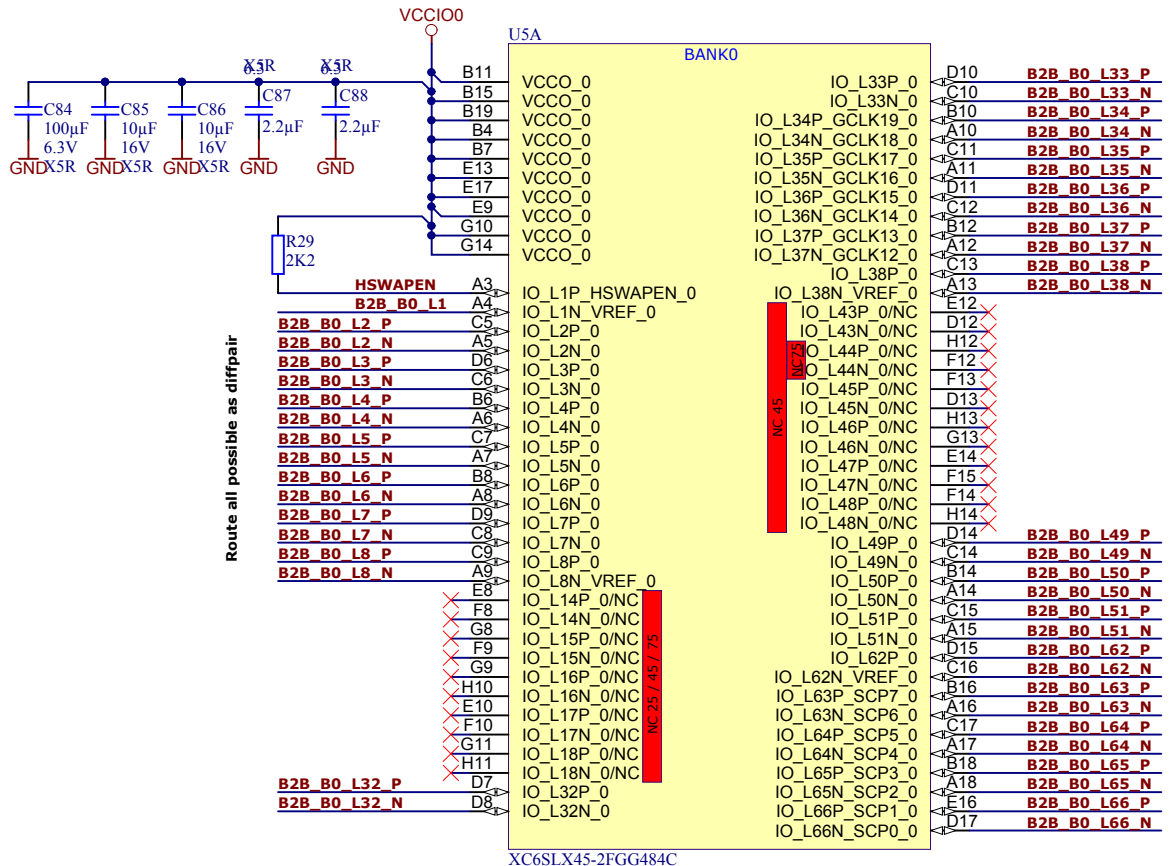 VCCIO0
U5A
BANK0
X5R
6.3
X5R
6.3
C84
100µF
6.3V
X5R
GND
C85
10µF
16V
GND
C86
10µF
16V
X5R
GND
C87
2.2µF
GND
C88
2.2µF
GND
R29
2K2
Route all possible as diffpair
B11 VCCO_0
B15 VCCO_0
B19 VCCO_0
B4 VCCO_0
B7 VCCO_0
E13 VCCO_0
E17 VCCO_0
E9 VCCO_0
G10 VCCO_0
G14 VCCO_0
HSWAPEN A3 IO_L1P_HSWAPEN_0
B2B_B0_L1 A4 IO_L1N_VREF_0
B2B_B0_L2_P C5 IO_L2P_0
B2B_B0_L2_N A5 IO_L2N_0
B2B_B0_L3_P D6 IO_L3P_0
B2B_B0_L3_N C6 IO_L3N_0
B2B_B0_L4_P B6 IO_L4P_0
B2B_B0_L4_N A6 IO_L4N_0
B2B_B0_L5_P C7 IO_L5P_0
B2B_B0_L5_N A7 IO_L5N_0
B2B_B0_L6_P B8 IO_L6P_0
B2B_B0_L6_N A8 IO_L6N_0
B2B_B0_L7_P D9 IO_L7P_0
B2B_B0_L7_N C8 IO_L7N_0
B2B_B0_L8_P C9 IO_L8P_0
B2B_B0_L8_N A9 IO_L8N_VREF_0
E8 IO_L14P_0/NC
F8 IO_L14N_0/NC
G8 IO_L15P_0/NC
F9 IO_L15N_0/NC
G9 IO_L16P_0/NC
H10 IO_L16N_0/NC
E10 IO_L17P_0/NC
F10 IO_L17N_0/NC
G11 IO_L18P_0/NC
H11 IO_L18N_0/NC
NC 25 / 45 / 75
B2B_B0_L32_P D7 IO_L32P_0
B2B_B0_L32_N D8 IO_L32N_0
IO_L33P_0 D10 B2B_B0_L33_P
IO_L33N_0 C10 B2B_B0_L33_N
IO_L34P_GCLK19_0 B10 B2B_B0_L34_P
IO_L34N_GCLK18_0 A10 B2B_B0_L34_N
IO_L35P_GCLK17_0 C11 B2B_B0_L35_P
IO_L35N_GCLK16_0 A11 B2B_B0_L35_N
IO_L36P_GCLK15_0 D11 B2B_B0_L36_P
IO_L36N_GCLK14_0 C12 B2B_B0_L36_N
IO_L37P_GCLK13_0 B12 B2B_B0_L37_P
IO_L37N_GCLK12_0 A12 B2B_B0_L37_N
IO_L38P_0 C13 B2B_B0_L38_P
IO_L38N_VREF_0 A13 B2B_B0_L38_N
IO_L43P_0/NC E12
IO_L43N_0/NC D12
IO_L44P_0/NC H12
IO_L44N_0/NC F12
IO_L45P_0/NC F13
IO_L45N_0/NC D13
IO_L46P_0/NC H13
IO_L46N_0/NC G13
IO_L47P_0/NC E14
IO_L47N_0/NC F15
IO_L48P_0/NC F14
IO_L48N_0/NC H14
NC 45
NC75
IO_L49P_0 D14 B2B_B0_L49_P
IO_L49N_0 C14 B2B_B0_L49_N
IO_L50P_0 B14 B2B_B0_L50_P
IO_L50N_0 A14 B2B_B0_L50_N
IO_L51P_0 C15 B2B_B0_L51_P
IO_L51N_0 A15 B2B_B0_L51_N
IO_L62P_0 D15 B2B_B0_L62_P
IO_L62N_VREF_0 C16 B2B_B0_L62_N
IO_L63P_SCP7_0 B16 B2B_B0_L63_P
IO_L63N_SCP6_0 A16 B2B_B0_L63_N
IO_L64P_SCP5_0 C17 B2B_B0_L64_P
IO_L64N_SCP4_0 A17 B2B_B0_L64_N
IO_L65P_SCP3_0 B18 B2B_B0_L65_P
IO_L65N_SCP2_0 A18 B2B_B0_L65_N
IO_L66P_SCP1_0 E16 B2B_B0_L66_P
IO_L66N_SCP0_0 D17 B2B_B0_L66_N
XC6SLX45-2FGG484C